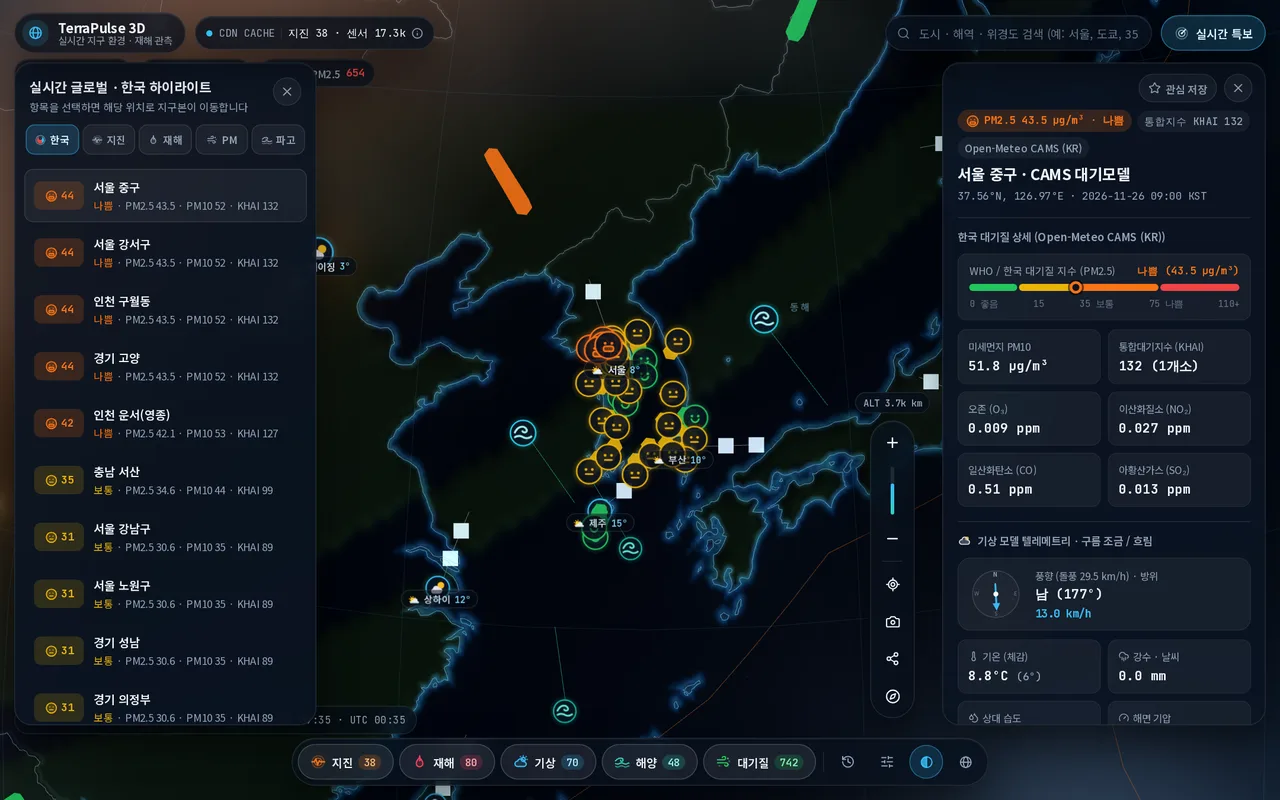 TerraPulse 3D
실시간 지구 환경 · 재해 관측
CDN CACHE 지진 38 · 센서 17.3k
도시 · 해역 · 위경도 검색 (예: 서울, 도쿄, 35
실시간 특보
PM2.5 654
실시간 글로벌 · 한국 하이라이트
항목을 선택하면 해당 위치로 지구본이 이동합니다
한국 지진 재해 PM 파고
44 서울 중구
나쁨 · PM2.5 43.5 · PM10 52 · KHAI 132
44 서울 강서구
나쁨 · PM2.5 43.5 · PM10 52 · KHAI 132
44 인천 구월동
나쁨 · PM2.5 43.5 · PM10 52 · KHAI 132
44 경기 고양
나쁨 · PM2.5 43.5 · PM10 52 · KHAI 132
42 인천 운서(영종)
나쁨 · PM2.5 42.1 · PM10 53 · KHAI 127
35 충남 서산
보통 · PM2.5 34.6 · PM10 44 · KHAI 99
31 서울 강남구
보통 · PM2.5 30.6 · PM10 35 · KHAI 89
31 서울 노원구
보통 · PM2.5 30.6 · PM10 35 · KHAI 89
31 경기 성남
보통 · PM2.5 30.6 · PM10 35 · KHAI 89
31 경기 의정부
보통 · PM2.5 30.6 · PM10 35 · KHAI 89
이징 3°
동해
서울 8°
부산 10°
제주 15°
상하이 12°
:35 · UTC 00:35
ALT 3.7k km
관심 저장
PM2.5 43.5 µg/m³ · 나쁨
통합지수 KHAI 132
Open-Meteo CAMS (KR)
서울 중구 · CAMS 대기모델
37.56°N, 126.97°E · 2026-11-26 09:00 KST
한국 대기질 상세 (Open-Meteo CAMS (KR))
WHO / 한국 대기질 지수 (PM2.5) 나쁨 (43.5 µg/m³)
0 좋음 15 35 보통 75 나쁨 110+
미세먼지 PM10
51.8 µg/m³
통합대기지수 (KHAI)
132 (1개소)
오존 (O₃)
0.009 ppm
이산화질소 (NO₂)
0.027 ppm
일산화탄소 (CO)
0.51 ppm
아황산가스 (SO₂)
0.013 ppm
기상 모델 텔레메트리 · 구름 조금 / 흐림
N
W E
S
풍향 (돌풍 29.5 km/h) · 방위
남 (177°)
13.0 km/h
기온 (체감)
8.8°C (6°)
강수 · 날씨
0.0 mm
상대 습도
해면 기압
지진 38
재해 80
기상 70
해양 48
대기질 742